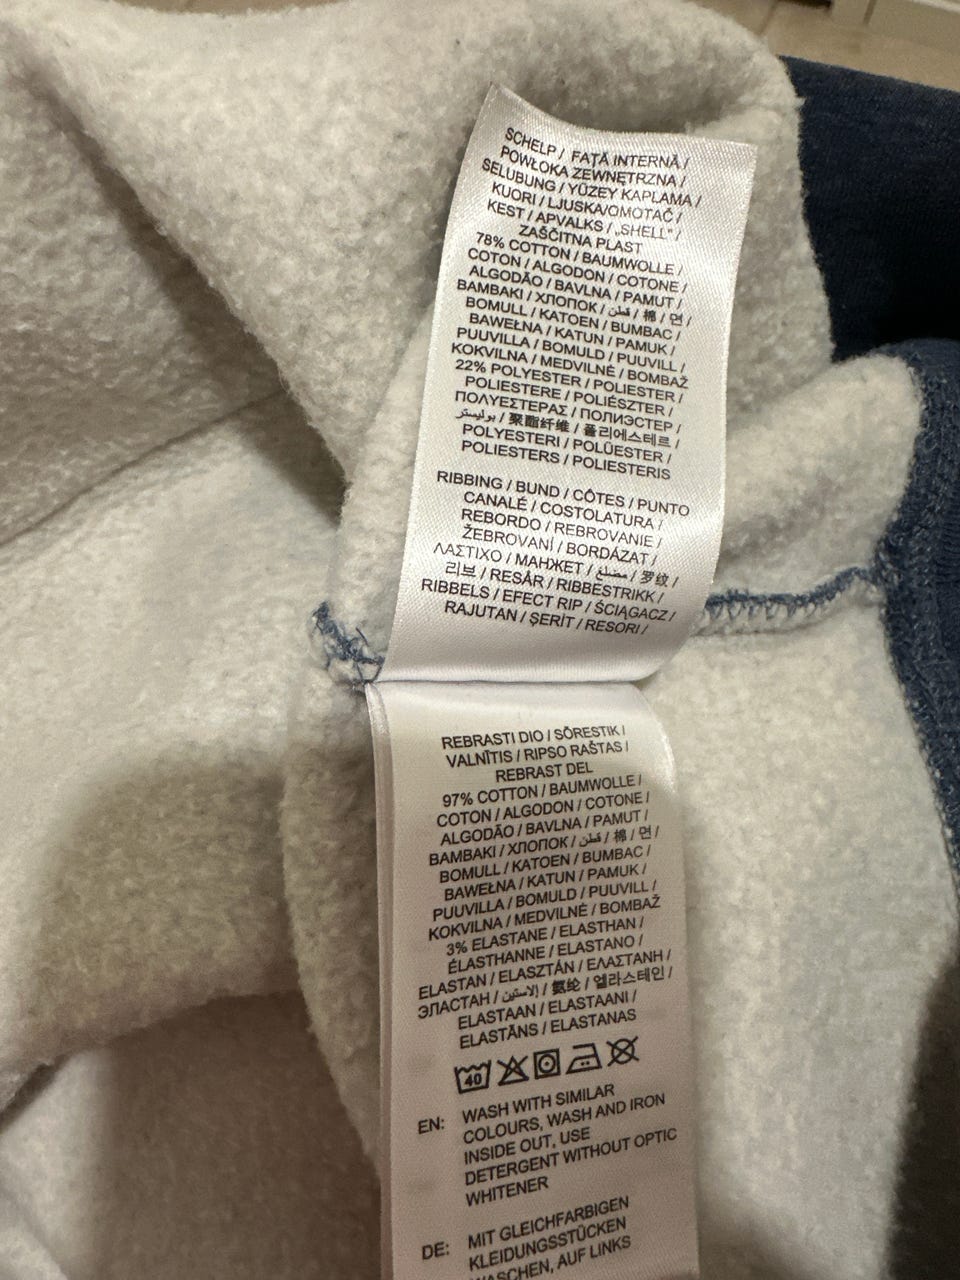 SCHELP / FAȚĂ INTERNĂ /
POWŁOKA ZEWNĘTRZNA /
SELUBUNG / YÜZEY KAPLAMA /
KUORI / LJUSKA/OMOTAČ /
KEST / APVALKS / „SHELL" /
ZAŠČITNA PLAST
78% COTTON / BAUMWOLLE /
COTON / ALGODON / COTONE /
ALGODÃO / BAVLNA / PAMUT /
BAMBAKI / ХЛОПОК / قطن / 棉 / 면 /
BOMULL / KATOEN / BUMBAC /
BAWEŁNA / KATUN / PAMUK /
PUUVILLA / BOMULD / PUUVILL /
KOKVILNA / MEDVILNĖ / BOMBAŽ
22% POLYESTER / POLIESTER /
POLIESTERE / POLIÉSZTER /
ΠΟΛΥΕΣΤΕΡΑΣ / ПОЛИЭСТЕР /
بوليستر / 聚酯纤维 / 폴리에스테르 /
POLYESTERI / POLÜESTER /
POLIESTERS / POLIESTERIS
RIBBING / BUND / CÔTES / PUNTO
CANALÉ / COSTOLATURA /
REBORDO / REBROVANIE /
ŽEBROVANÍ / BORDÁZAT /
ΛΑΣΤΙΧΟ / МАНЖЕТ / مضلع / 罗纹 /
리브 / RESÅR / RIBBESTRIKK /
RIBBELS / EFECT RIP / ŚCIĄGACZ /
RAJUTAN / ŞERİT / RESORI /
REBRASTI DIO / SÕRESTIK /
VALNĪTIS / RIPSO RAŠTAS /
REBRAST DEL
97% COTTON / BAUMWOLLE /
COTON / ALGODON / COTONE /
ALGODÃO / BAVLNA / PAMUT /
BAMBAKI / ХЛОПОК / قطن / 棉 / 면 /
BOMULL / KATOEN / BUMBAC /
BAWEŁNA / KATUN / PAMUK /
PUUVILLA / BOMULD / PUUVILL /
KOKVILNA / MEDVILNĖ / BOMBAŽ
3% ELASTANE / ELASTHAN /
ÉLASTHANNE / ELASTANO /
ELASTAN / ELASZTÁN / ΕΛΑΣΤΑΝΗ /
ЭЛАСТАН / إلاستين / 氨纶 / 엘라스테인 /
ELASTAAN / ELASTAANI /
ELASTĀNS / ELASTANAS
40
EN: WASH WITH SIMILAR
COLOURS, WASH AND IRON
INSIDE OUT, USE
DETERGENT WITHOUT OPTIC
WHITENER
DE: MIT GLEICHFARBIGEN
KLEIDUNGSSTÜCKEN
WASCHEN, AUF LINKS